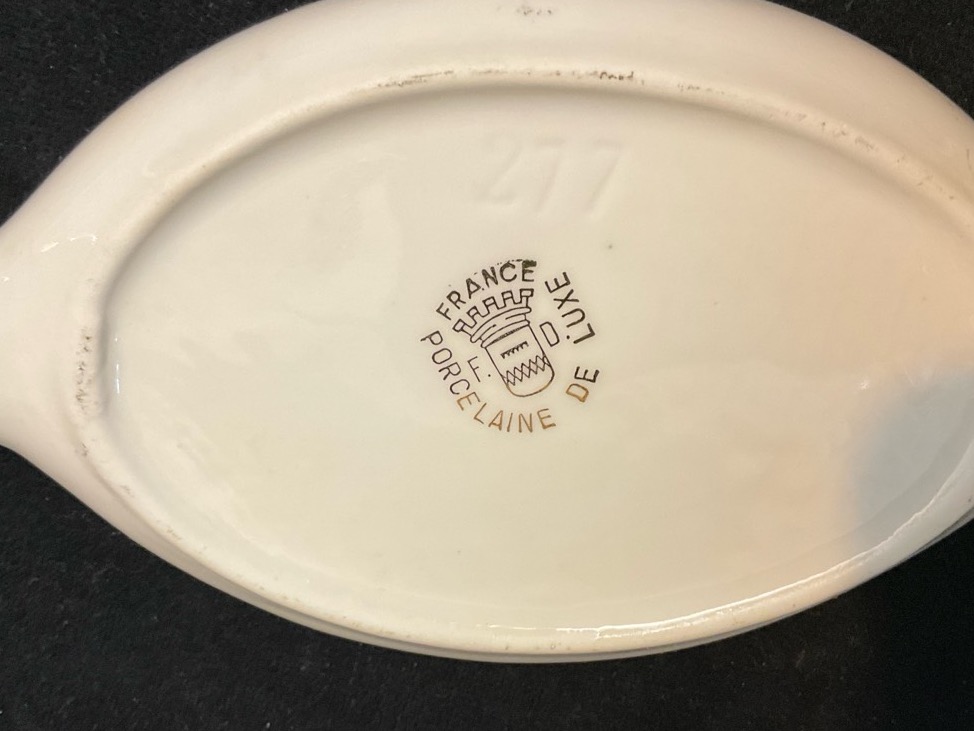 277
FRANCE
F. D
PORCELAINE DE LUXE